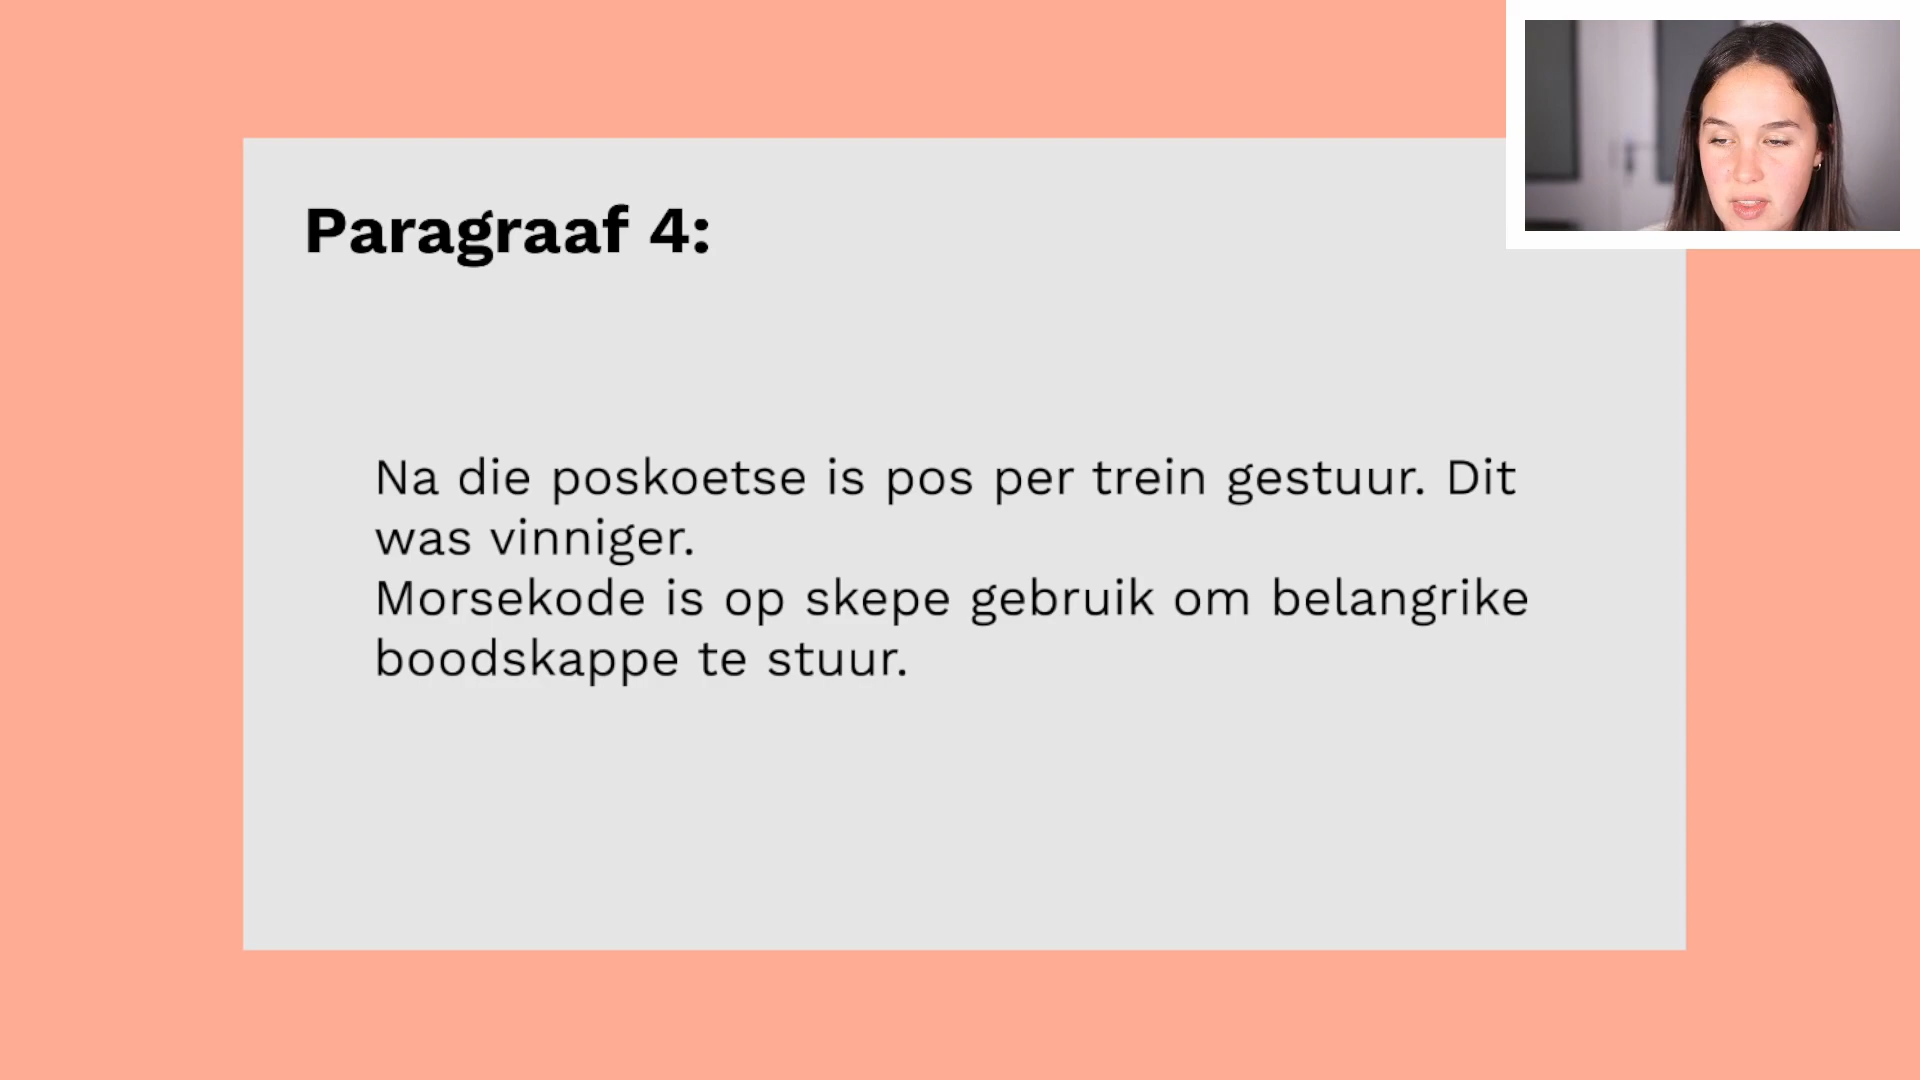 Paragraaf 4:
Na die poskoetse is pos per trein gestuur. Dit
was vinniger.
Morsekode is op skepe gebruik om belangrike
boodskappe te stuur.